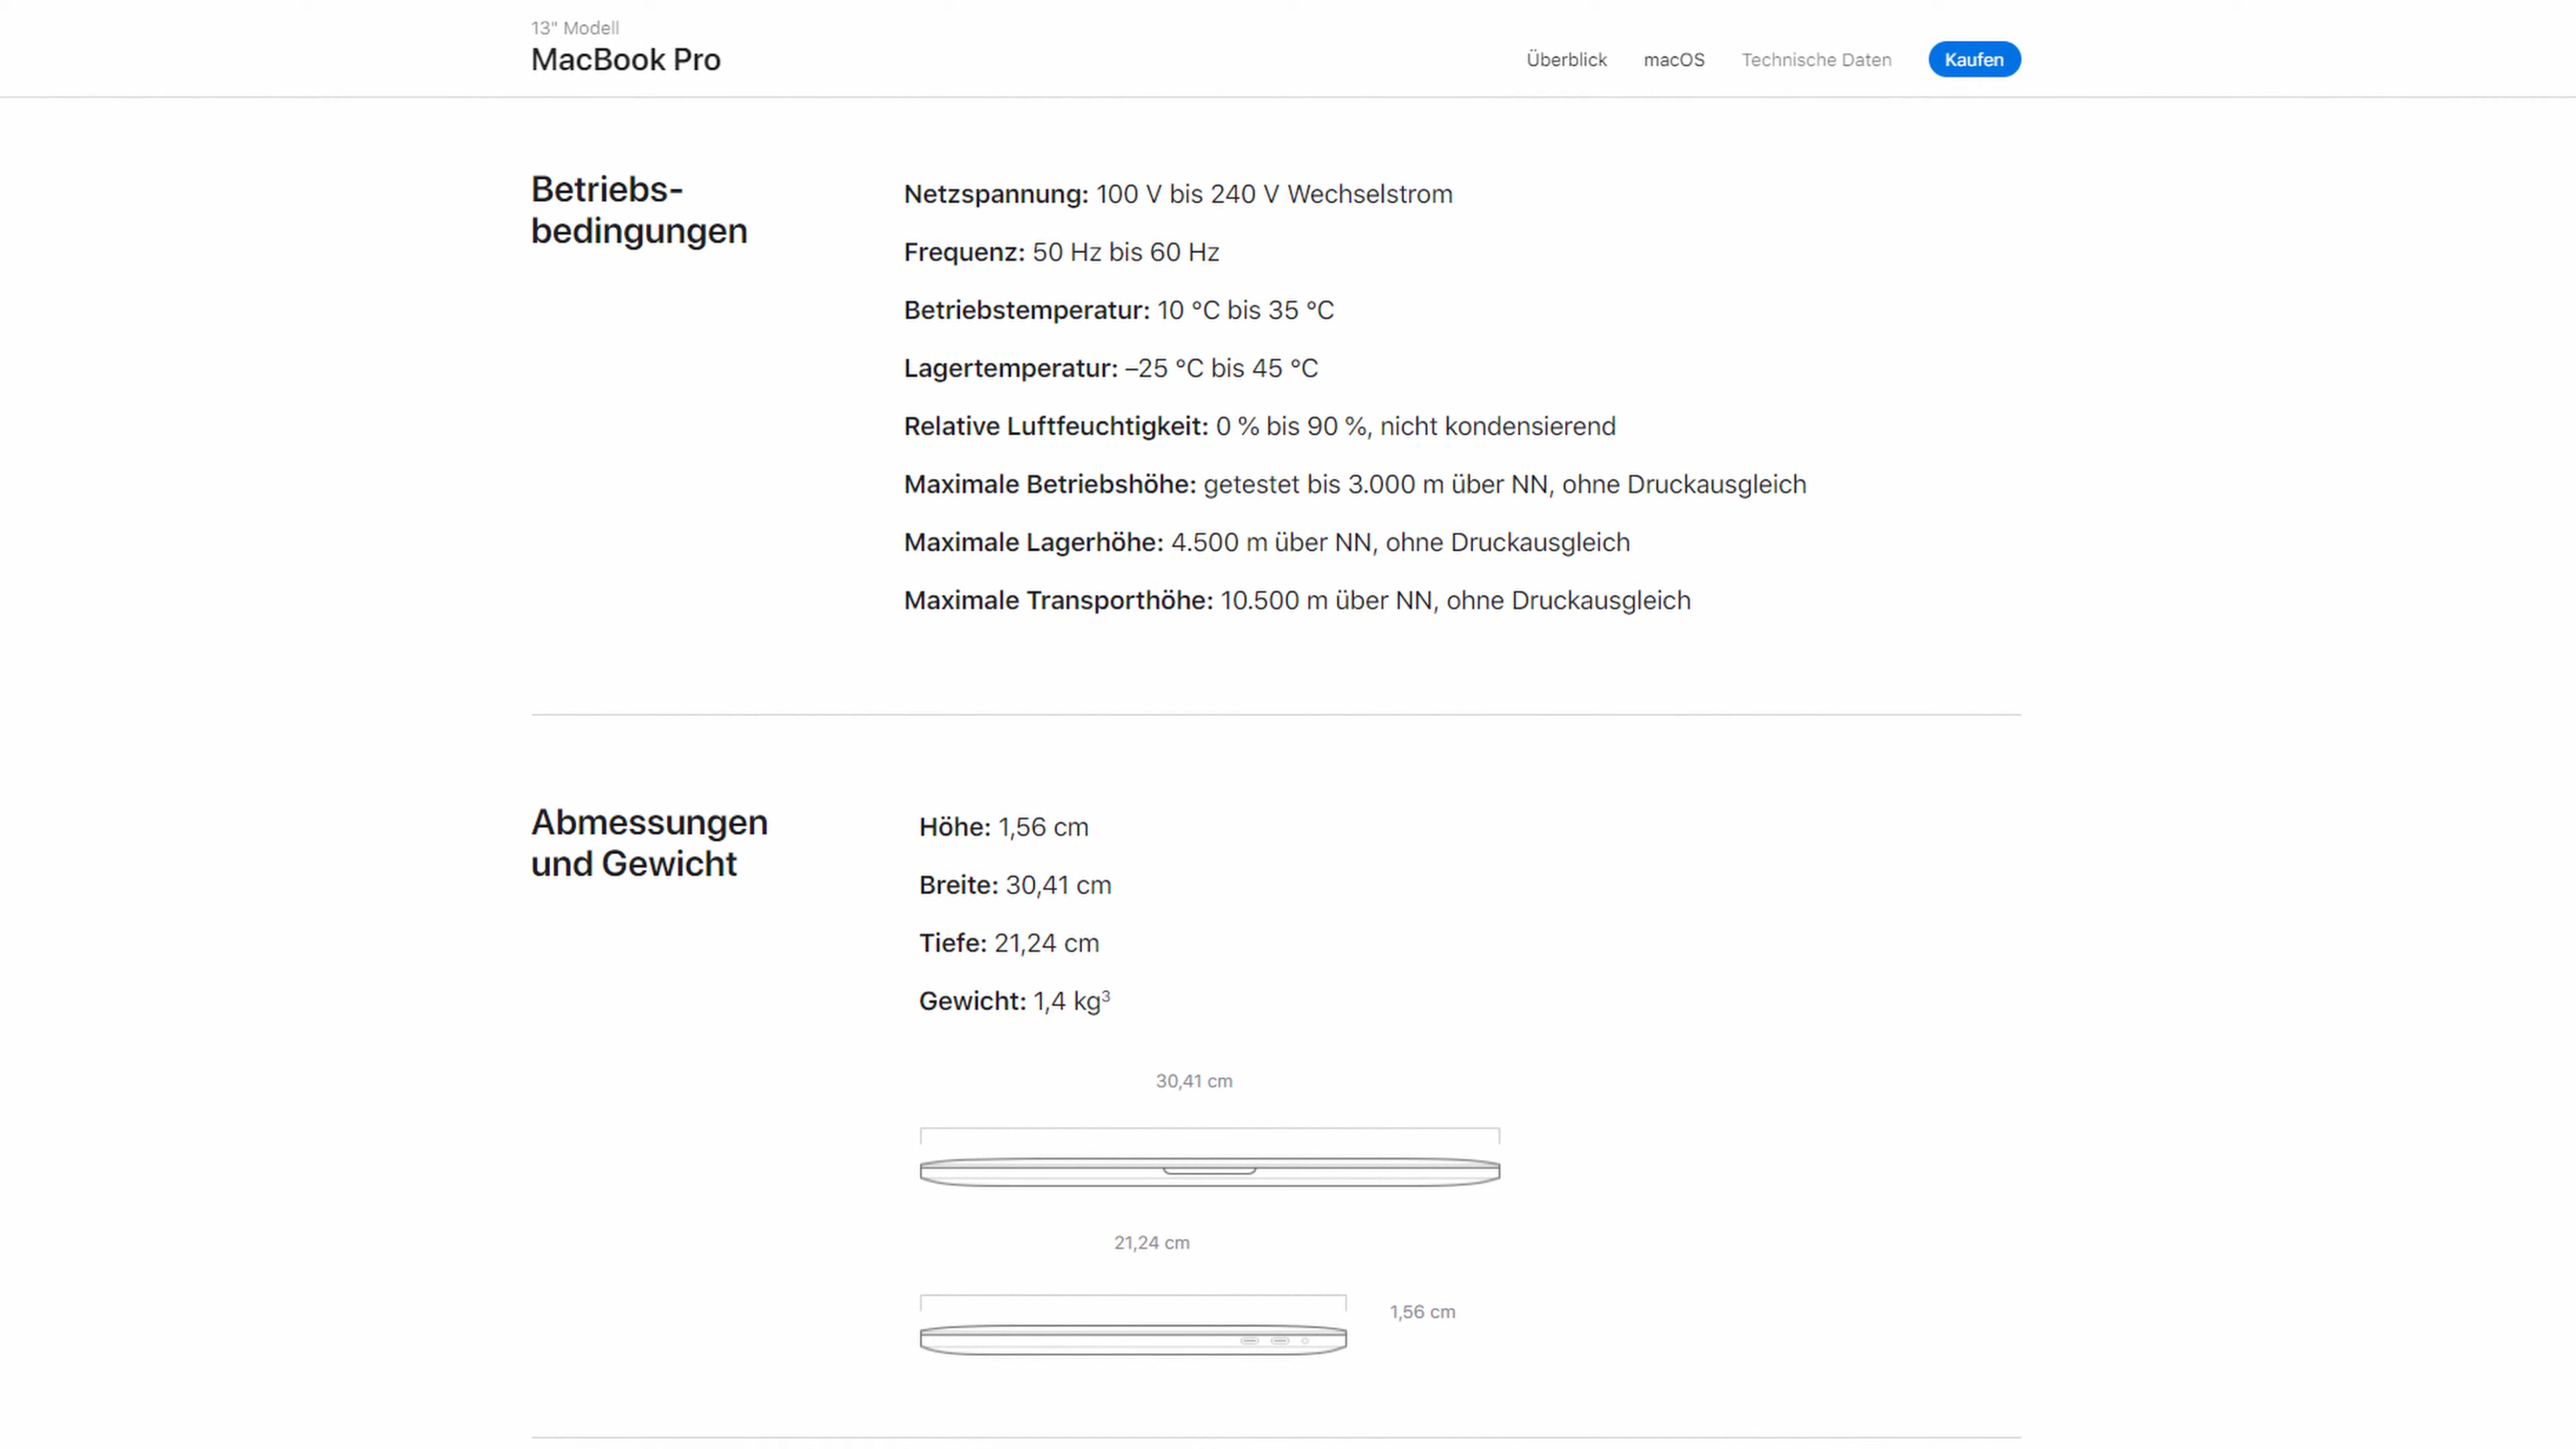 13" Modell
MacBook Pro
Überblick macOS Technische Daten Kaufen
Betriebs-
bedingungen
Netzspannung: 100 V bis 240 V Wechselstrom
Frequenz: 50 Hz bis 60 Hz
Betriebstemperatur: 10 °C bis 35 °C
Lagertemperatur: –25 °C bis 45 °C
Relative Luftfeuchtigkeit: 0 % bis 90 %, nicht kondensierend
Maximale Betriebshöhe: getestet bis 3.000 m über NN, ohne Druckausgleich
Maximale Lagerhöhe: 4.500 m über NN, ohne Druckausgleich
Maximale Transporthöhe: 10.500 m über NN, ohne Druckausgleich
Abmessungen
und Gewicht
Höhe: 1,56 cm
Breite: 30,41 cm
Tiefe: 21,24 cm
Gewicht: 1,4 kg³
30,41 cm
21,24 cm
1,56 cm